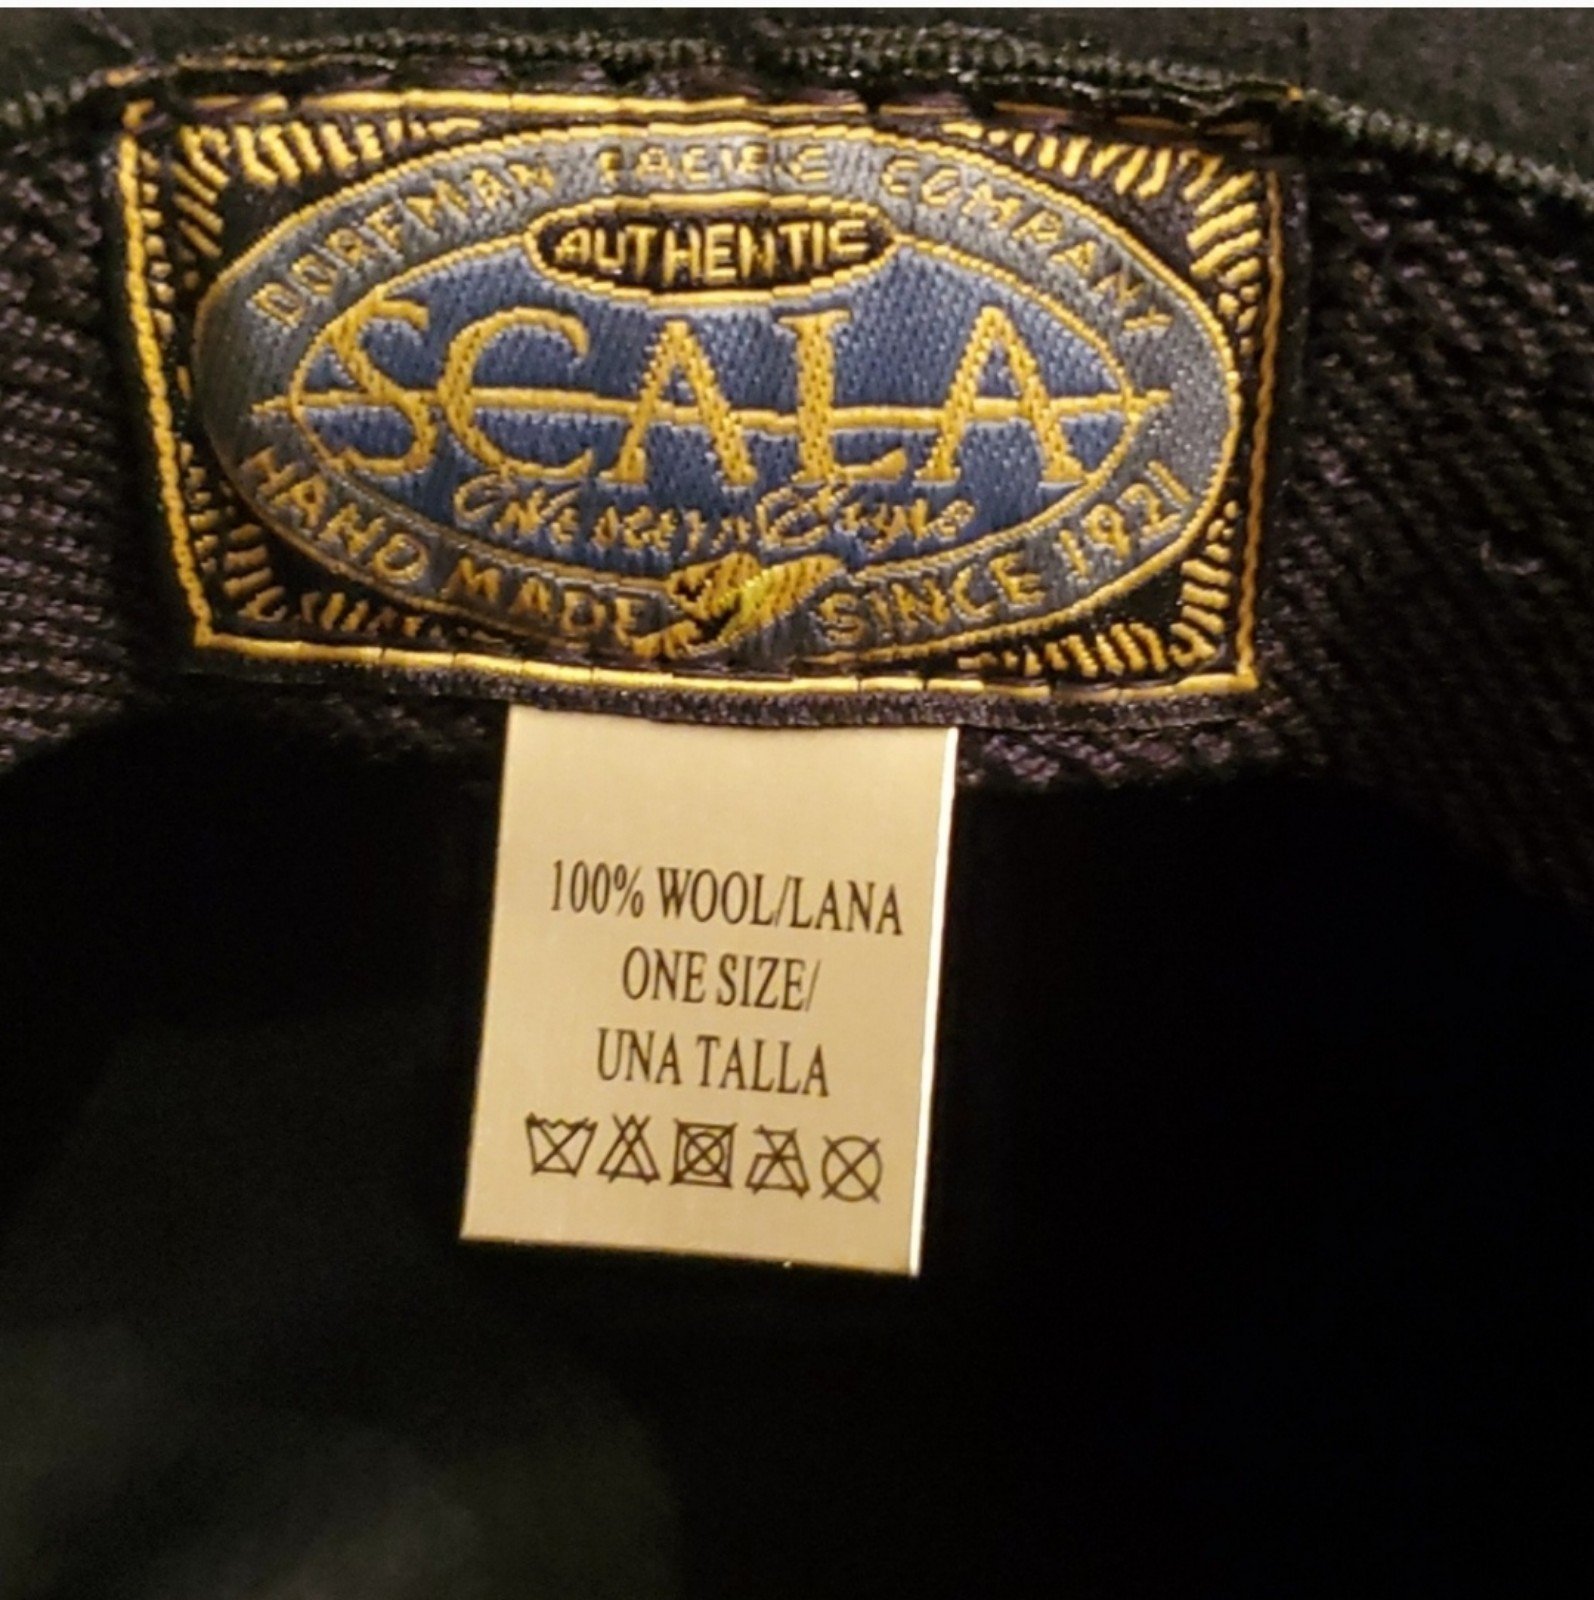 DORFMAN PACIFIC COMPANY
AUTHENTIC
SCALA
HAND MADE SINCE 1921
100% WOOL/LANA
ONE SIZE/
UNA TALLA